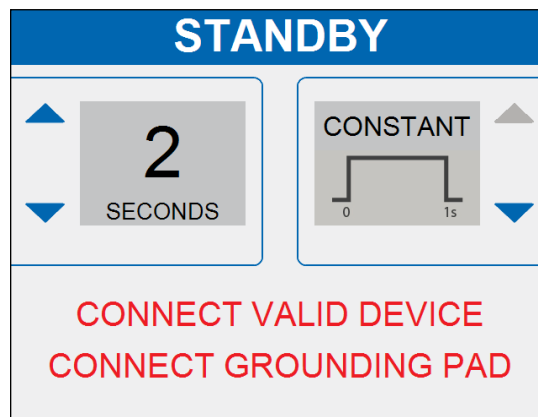 STANDBY
2
SECONDS
CONSTANT
0 1s
CONNECT VALID DEVICE
CONNECT GROUNDING PAD